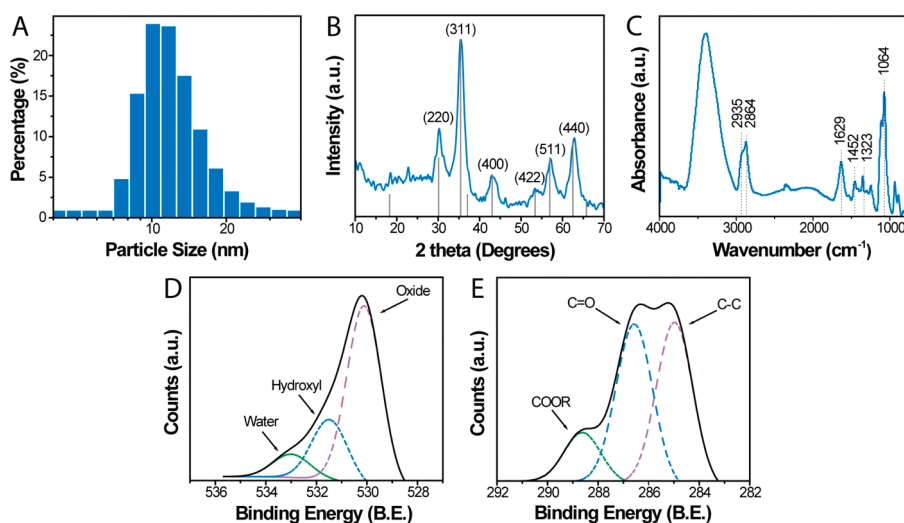 A
Percentage (%)
20
15
10
5
0
10
20
Particle Size (nm)
B
Intensity (a.u.)
(220)
(311)
(400)
(422)
(511)
(440)
10 20 30 40 50 60 70
2 theta (Degrees)
C
Absorbance (a.u.)
2935
2864
1629
1452
1323
1064
4000 3000 2000 1000
Wavenumber (cm⁻¹)
D
Counts (a.u.)
Water
Hydroxyl
Oxide
536 534 532 530 528
Binding Energy (B.E.)
E
Counts (a.u.)
COOR
C=O
C-C
292 290 288 286 284 282
Binding Energy (B.E.)